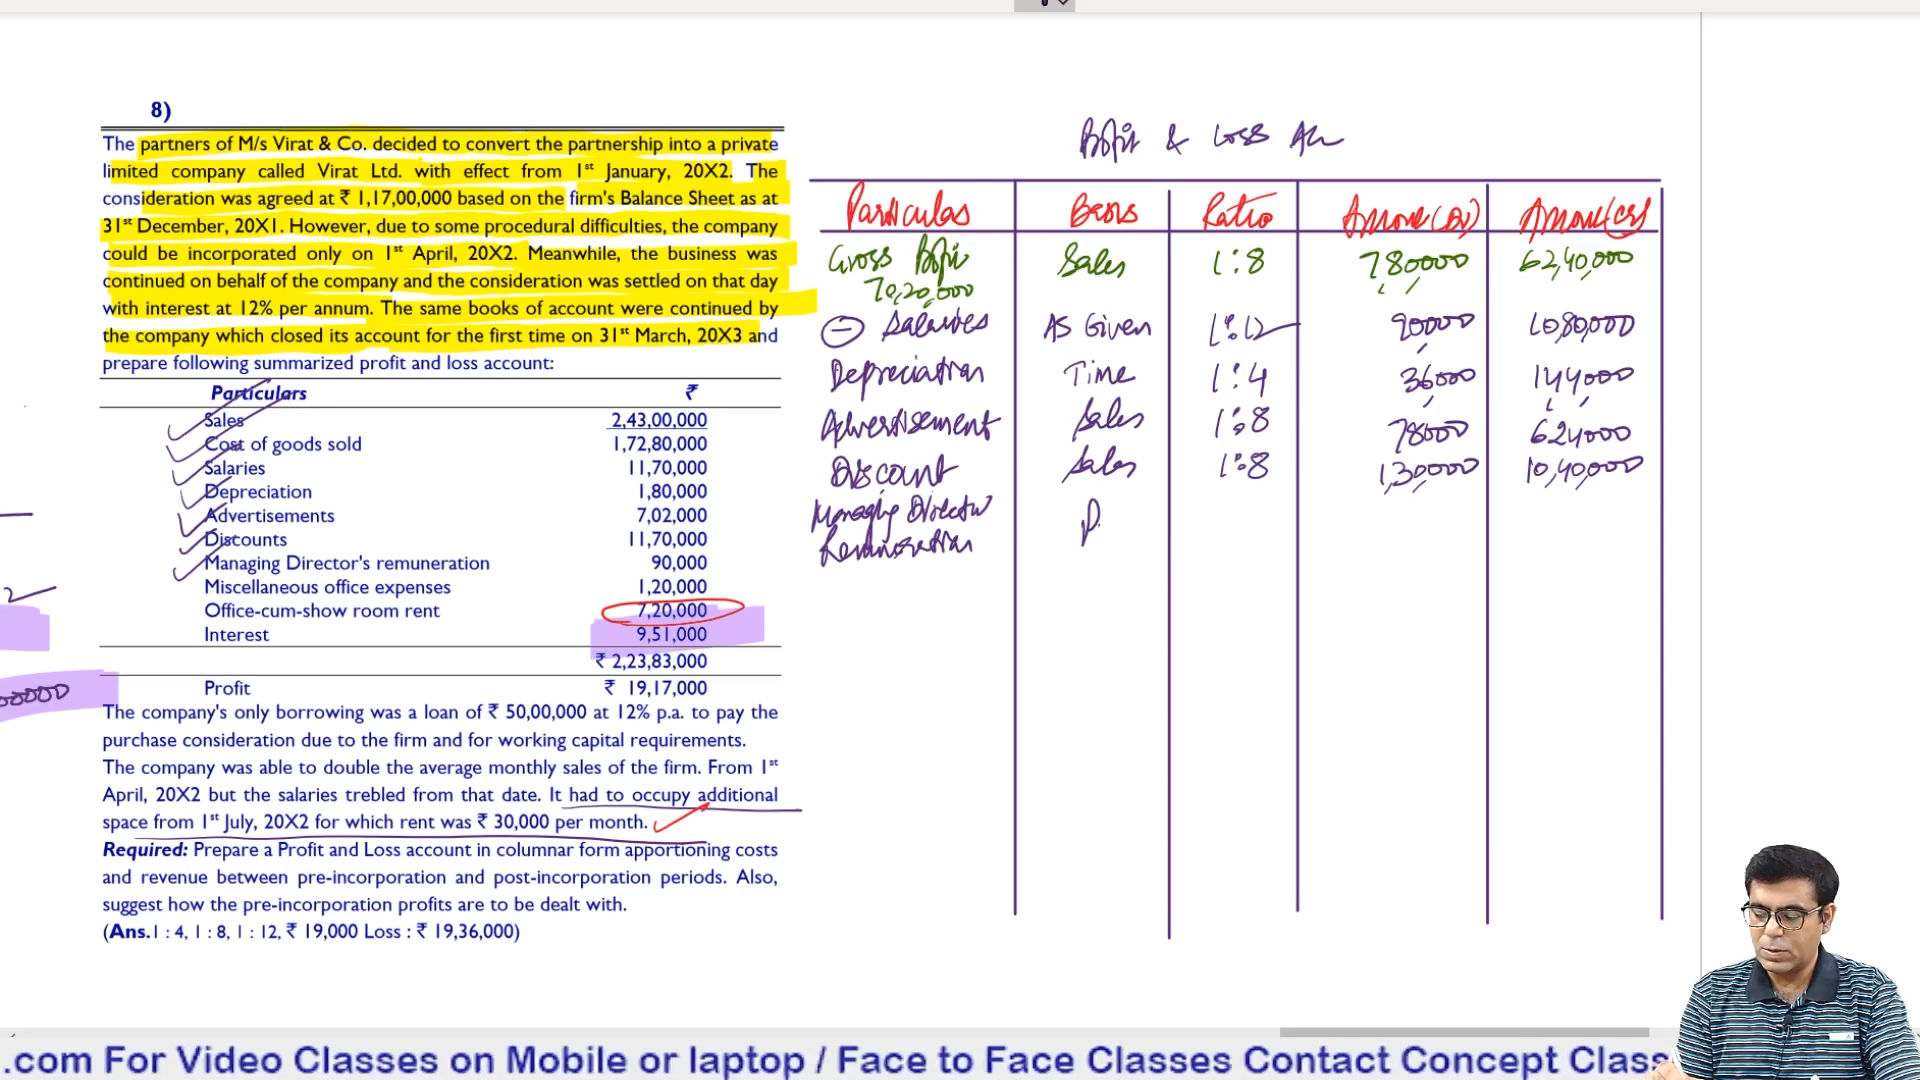 8)
The partners of M/s Virat & Co. decided to convert the partnership into a private
limited company called Virat Ltd. with effect from 1st January, 20X2. The
consideration was agreed at ₹ 1,17,00,000 based on the firm's Balance Sheet as at
31st December, 20X1. However, due to some procedural difficulties, the company
could be incorporated only on 1st April, 20X2. Meanwhile, the business was
continued on behalf of the company and the consideration was settled on that day
with interest at 12% per annum. The same books of account were continued by
the company which closed its account for the first time on 31st March, 20X3 and
prepare following summarized profit and loss account:
Particulars ₹
Sales 2,43,00,000
Cost of goods sold 1,72,80,000
Salaries 11,70,000
Depreciation 1,80,000
Advertisements 7,02,000
Discounts 11,70,000
Managing Director's remuneration 90,000
Miscellaneous office expenses 1,20,000
Office-cum-show room rent 7,20,000
Interest 9,51,000
₹ 2,23,83,000
Profit ₹ 19,17,000
The company's only borrowing was a loan of ₹ 50,00,000 at 12% p.a. to pay the
purchase consideration due to the firm and for working capital requirements.
The company was able to double the average monthly sales of the firm. From 1st
April, 20X2 but the salaries trebled from that date. It had to occupy additional
space from 1st July, 20X2 for which rent was ₹ 30,000 per month.
Required: Prepare a Profit and Loss account in columnar form apportioning costs
and revenue between pre-incorporation and post-incorporation periods. Also,
suggest how the pre-incorporation profits are to be dealt with.
(Ans.1 : 4, 1 : 8, 1 : 12, ₹ 19,000 Loss : ₹ 19,36,000)
Profit & Loss A/c
Particulars Basis Ratio
Gross Profit Sales 1:8 780000 62,40,000
70,20,000
Salaries As Given 1:12 90000 1080000
Depreciation Time 1:4 36000 144000
Advertisement Sales 1:8 78000 624000
Discount Sales 1:8 1,30,000 10,40,000
Managing Director P.
Remuneration
.com For Video Classes on Mobile or laptop / Face to Face Classes Contact Concept Class